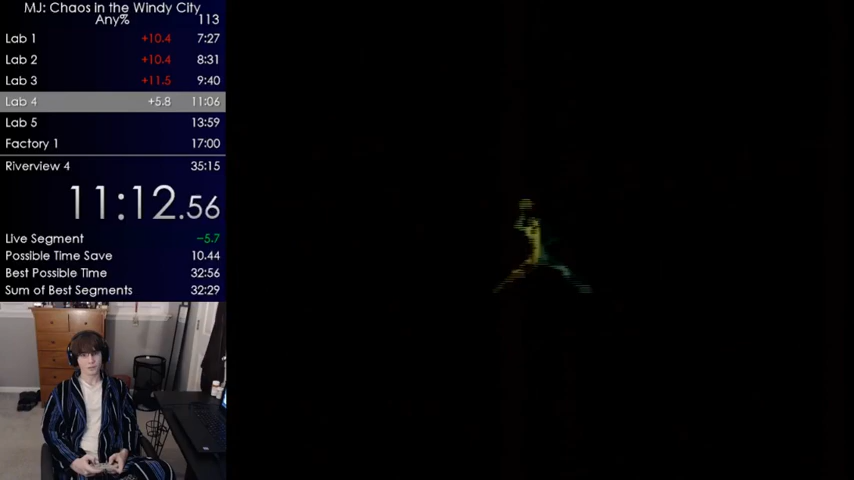 MJ: Chaos in the Windy City
Any% 113
Lab 1 +10.4 7:27
Lab 2 +10.4 8:31
Lab 3 +11.5 9:40
Lab 4 +5.8 11:06
Lab 5 13:59
Factory 1 17:00
Riverview 4 35:15
11:12.56
Live Segment -5.7
Possible Time Save 10.44
Best Possible Time 32:56
Sum of Best Segments 32:29